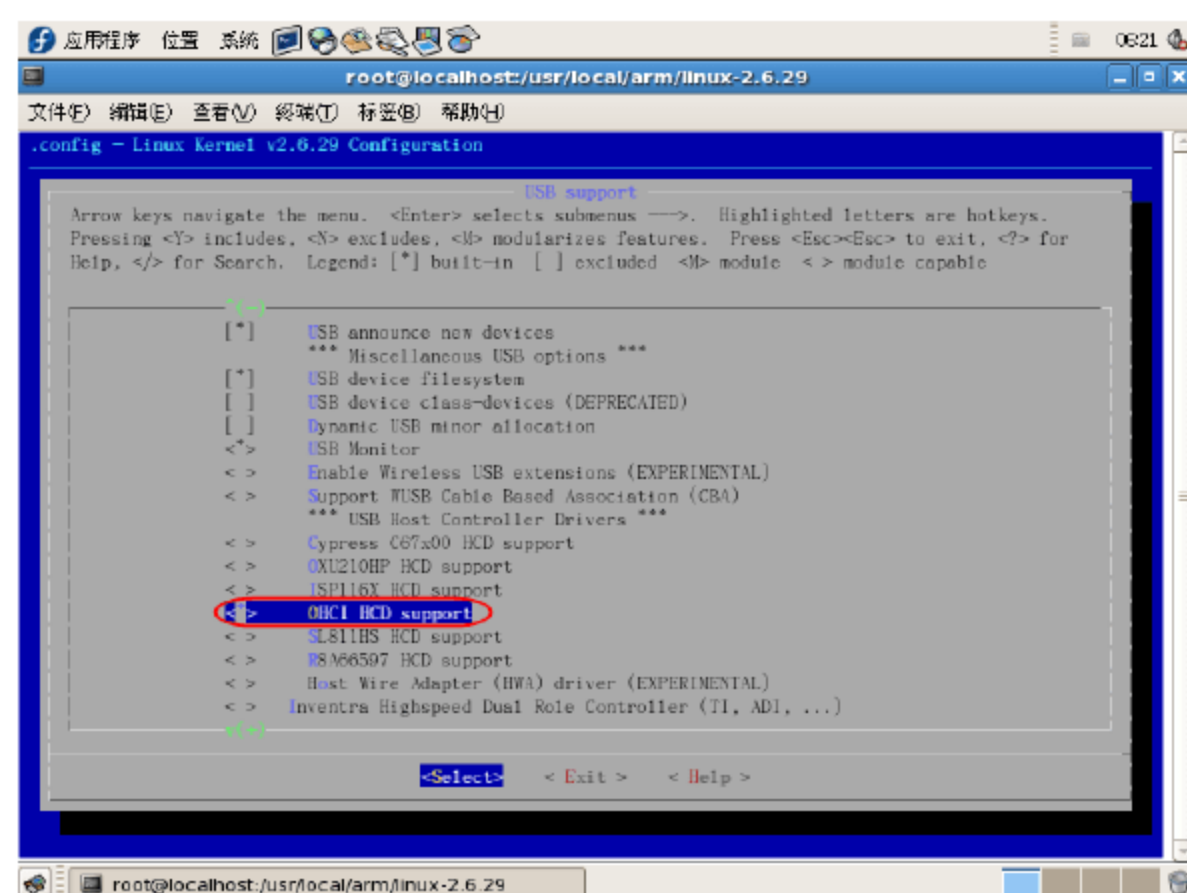 应用程序 位置 系统 06:21
root@localhost:/usr/local/arm/linux-2.6.29
文件(F) 编辑(E) 查看(V) 终端(T) 标签(B) 帮助(H)
.config - Linux Kernel v2.6.29 Configuration
USB support
Arrow keys navigate the menu. <Enter> selects submenus --->. Highlighted letters are hotkeys.
Pressing <Y> includes, <N> excludes, <M> modularizes features. Press <Esc><Esc> to exit, <?> for
Help, </> for Search. Legend: [*] built-in [ ] excluded <M> module < > module capable
^(-)
[*] USB announce new devices
*** Miscellaneous USB options ***
[*] USB device filesystem
[ ] USB device class-devices (DEPRECATED)
[ ] Dynamic USB minor allocation
<*> USB Monitor
< > Enable Wireless USB extensions (EXPERIMENTAL)
< > Support WUSB Cable Based Association (CBA)
*** USB Host Controller Drivers ***
< > Cypress C67x00 HCD support
< > OXU210HP HCD support
< > ISP116X HCD support
<*> OHCI HCD support
< > SL811HS HCD support
< > R8A66597 HCD support
< > Host Wire Adapter (HWA) driver (EXPERIMENTAL)
< > Inventra Highspeed Dual Role Controller (TI, ADI, ...)
v(+)
<Select> < Exit > < Help >
root@localhost:/usr/local/arm/linux-2.6.29